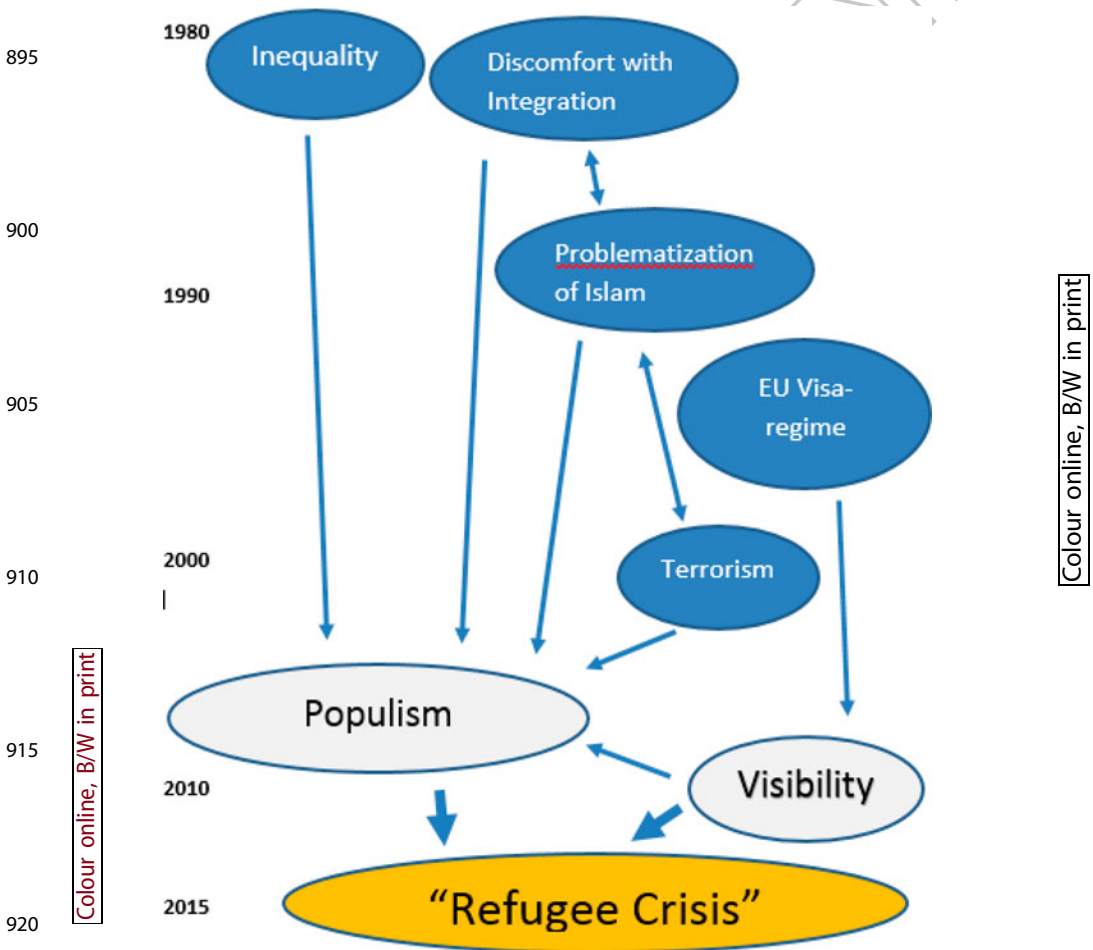 1980
Inequality
Discomfort with
Integration
895
Problematization
of Islam
900
1990
EU Visa-
regime
905
2000
Terrorism
910
Populism
915
Visibility
2010
“Refugee Crisis”
2015
920
Colour online, B/W in print
Colour online, B/W in print